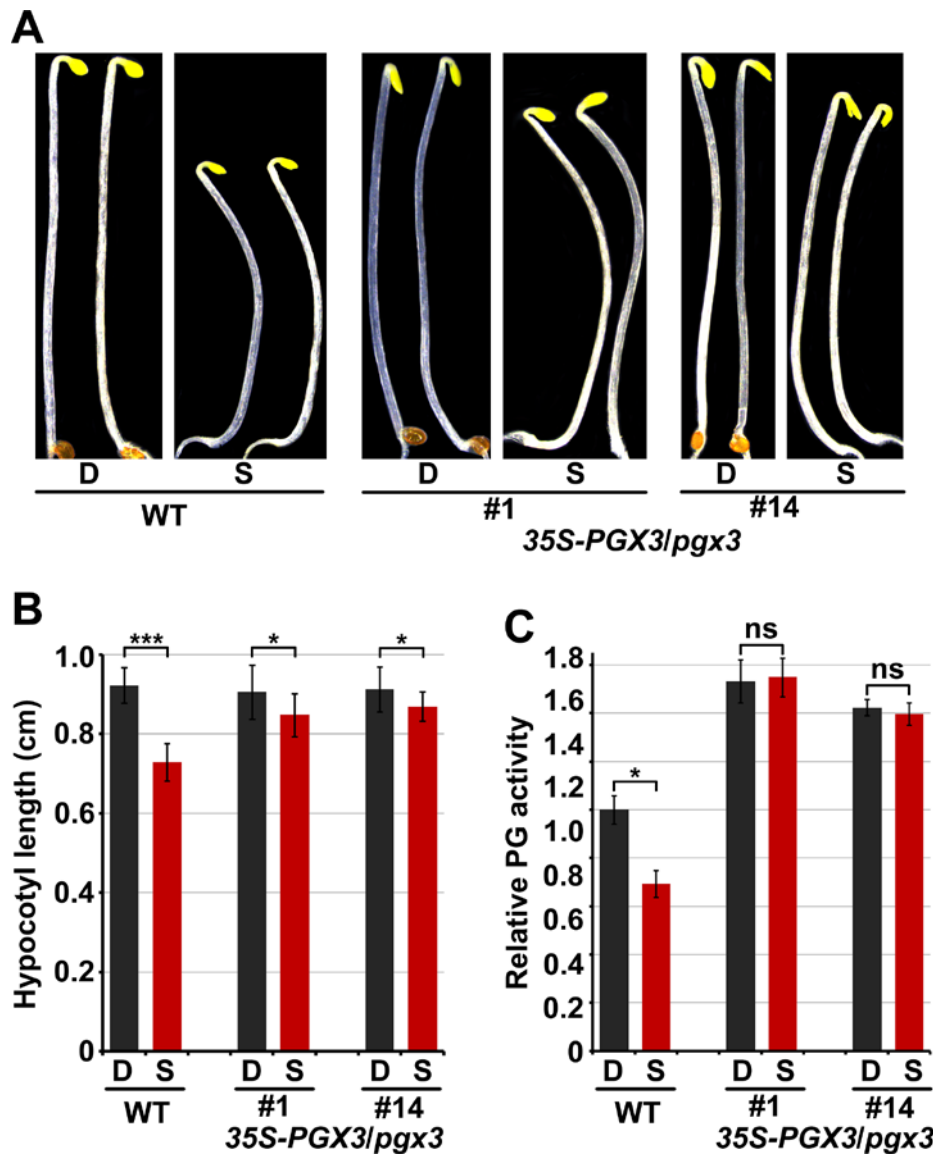 A
D S D S D S
WT #1 #14
35S-PGX3/pgx3
B
Hypocotyl length (cm)
1.0
0.8
0.6
0.4
0.2
0
*** * *
D S D S D S
WT #1 #14
35S-PGX3/pgx3
C
Relative PG activity
1.8
1.6
1.4
1.2
1.0
0.8
0.6
0.4
0.2
0
* ns ns
D S D S D S
WT #1 #14
35S-PGX3/pgx3